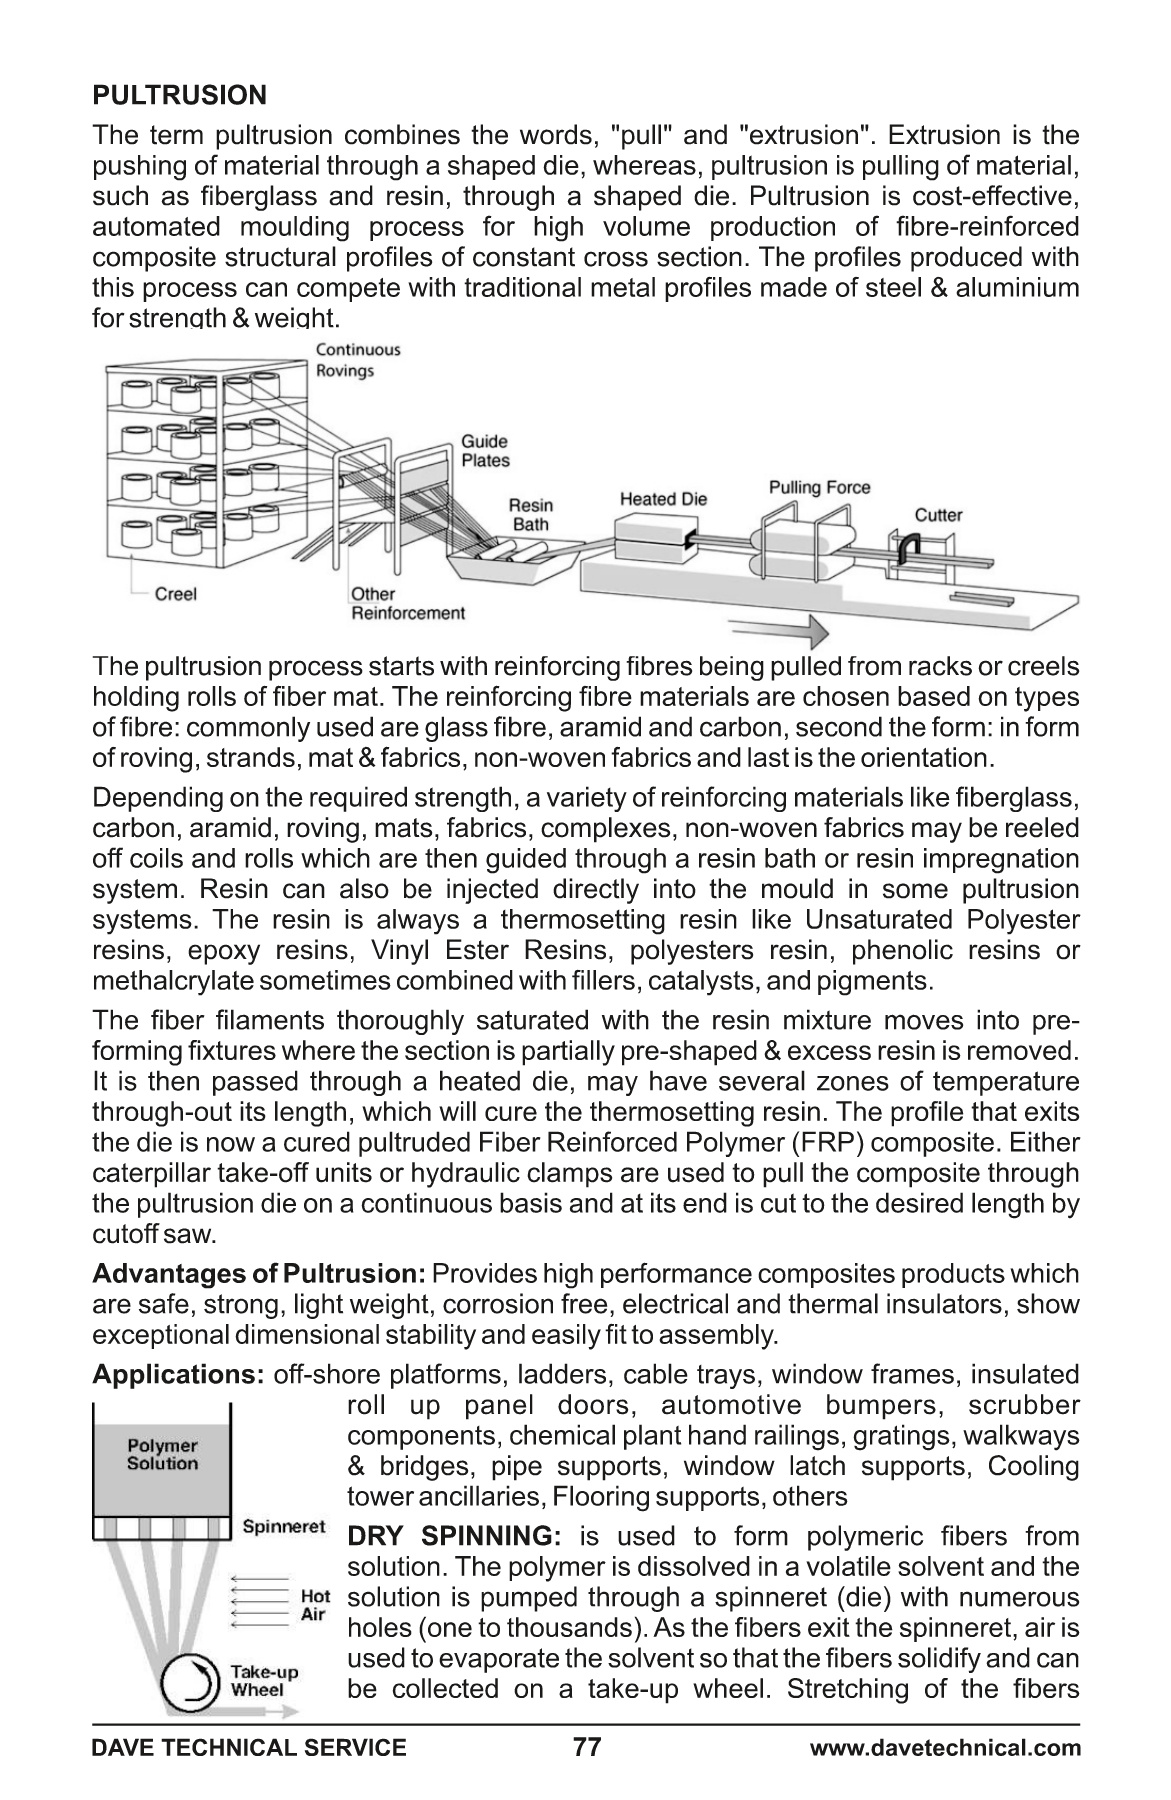 PULTRUSION
The term pultrusion combines the words, "pull" and "extrusion". Extrusion is the
pushing of material through a shaped die, whereas, pultrusion is pulling of material,
such as fiberglass and resin, through a shaped die. Pultrusion is cost-effective,
automated moulding process for high volume production of fibre-reinforced
composite structural profiles of constant cross section. The profiles produced with
this process can compete with traditional metal profiles made of steel & aluminium
for strength & weight.
Continuous
Rovings
Guide
Plates
Resin
Bath
Heated Die
Pulling Force
Cutter
Creel
Other
Reinforcement
The pultrusion process starts with reinforcing fibres being pulled from racks or creels
holding rolls of fiber mat. The reinforcing fibre materials are chosen based on types
of fibre: commonly used are glass fibre, aramid and carbon, second the form: in form
of roving, strands, mat & fabrics, non-woven fabrics and last is the orientation.
Depending on the required strength, a variety of reinforcing materials like fiberglass,
carbon, aramid, roving, mats, fabrics, complexes, non-woven fabrics may be reeled
off coils and rolls which are then guided through a resin bath or resin impregnation
system. Resin can also be injected directly into the mould in some pultrusion
systems. The resin is always a thermosetting resin like Unsaturated Polyester
resins, epoxy resins, Vinyl Ester Resins, polyesters resin, phenolic resins or
methalcrylate sometimes combined with fillers, catalysts, and pigments.
The fiber filaments thoroughly saturated with the resin mixture moves into pre-
forming fixtures where the section is partially pre-shaped & excess resin is removed.
It is then passed through a heated die, may have several zones of temperature
through-out its length, which will cure the thermosetting resin. The profile that exits
the die is now a cured pultruded Fiber Reinforced Polymer (FRP) composite. Either
caterpillar take-off units or hydraulic clamps are used to pull the composite through
the pultrusion die on a continuous basis and at its end is cut to the desired length by
cutoff saw.
Advantages of Pultrusion: Provides high performance composites products which
are safe, strong, light weight, corrosion free, electrical and thermal insulators, show
exceptional dimensional stability and easily fit to assembly.
Applications: off-shore platforms, ladders, cable trays, window frames, insulated
roll up panel doors, automotive bumpers, scrubber
components, chemical plant hand railings, gratings, walkways
& bridges, pipe supports, window latch supports, Cooling
tower ancillaries, Flooring supports, others
Polymer
Solution
Spinneret
Hot
Air
Take-up
Wheel
DRY SPINNING: is used to form polymeric fibers from
solution. The polymer is dissolved in a volatile solvent and the
solution is pumped through a spinneret (die) with numerous
holes (one to thousands). As the fibers exit the spinneret, air is
used to evaporate the solvent so that the fibers solidify and can
be collected on a take-up wheel. Stretching of the fibers
DAVE TECHNICAL SERVICE 77 www.davetechnical.com